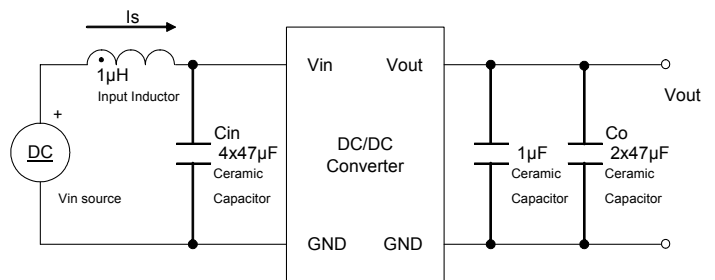 Is
1µH
Input Inductor
+
DC
Vin source
Cin
4x47µF
Ceramic
Capacitor
Vin
Vout
DC/DC
Converter
GND
GND
1µF
Ceramic
Capacitor
Co
2x47µF
Ceramic
Capacitor
Vout